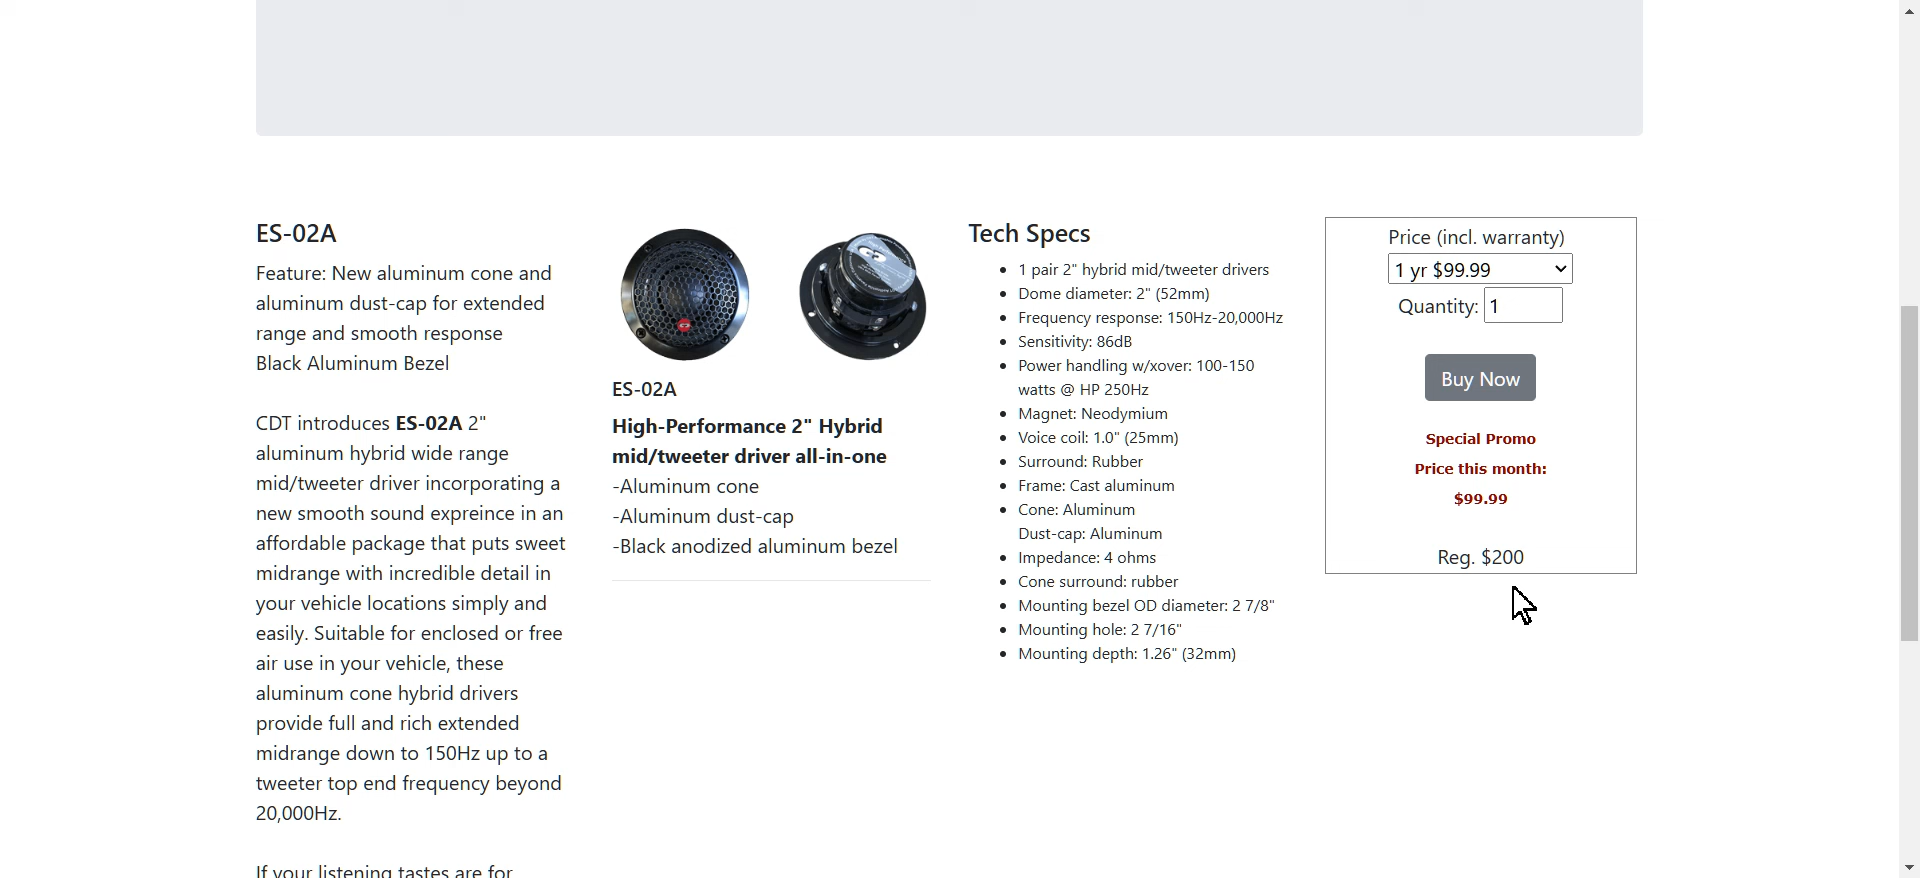 ES-02A
Feature: New aluminum cone and
aluminum dust-cap for extended
range and smooth response
Black Aluminum Bezel
CDT introduces ES-02A 2"
aluminum hybrid wide range
mid/tweeter driver incorporating a
new smooth sound expreince in an
affordable package that puts sweet
midrange with incredible detail in
your vehicle locations simply and
easily. Suitable for enclosed or free
air use in your vehicle, these
aluminum cone hybrid drivers
provide full and rich extended
midrange down to 150Hz up to a
tweeter top end frequency beyond
20,000Hz.
If your listening tastes are for
ES-02A
High-Performance 2" Hybrid
mid/tweeter driver all-in-one
-Aluminum cone
-Aluminum dust-cap
-Black anodized aluminum bezel
Tech Specs
1 pair 2" hybrid mid/tweeter drivers
Dome diameter: 2" (52mm)
Frequency response: 150Hz-20,000Hz
Sensitivity: 86dB
Power handling w/xover: 100-150
watts @ HP 250Hz
Magnet: Neodymium
Voice coil: 1.0" (25mm)
Surround: Rubber
Frame: Cast aluminum
Cone: Aluminum
Dust-cap: Aluminum
Impedance: 4 ohms
Cone surround: rubber
Mounting bezel OD diameter: 2 7/8"
Mounting hole: 2 7/16"
Mounting depth: 1.26" (32mm)
Price (incl. warranty)
1 yr $99.99
Quantity: 1
Buy Now
Special Promo
Price this month:
$99.99
Reg. $200